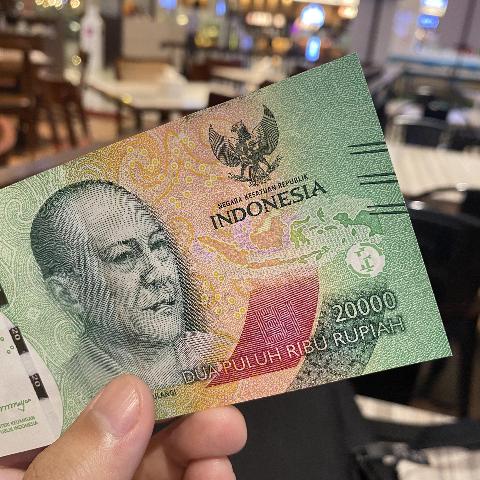 NEGARA KESATUAN REPUBLIK
INDONESIA
20000
DUA PULUH RIBU RUPIAH